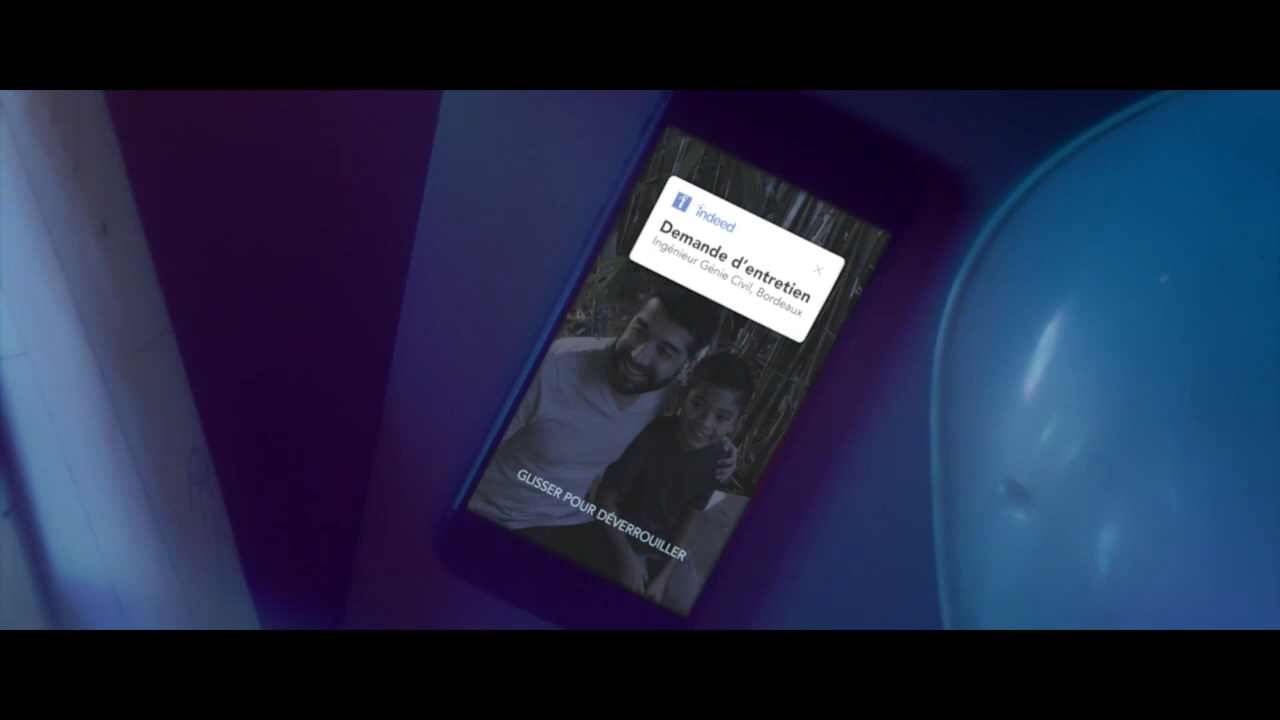 indeed
Demande d'entretien
Ingénieur Génie Civil, Bordeaux
GLISSER POUR DÉVERROUILLER